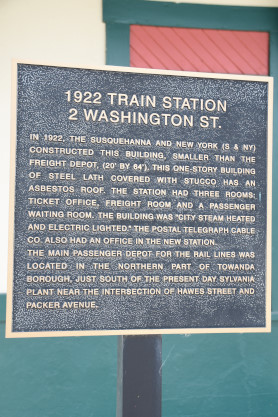 1922 TRAIN STATION
2 WASHINGTON ST.
IN 1922, THE SUSQUEHANNA AND NEW YORK (S & NY)
CONSTRUCTED THIS BUILDING, SMALLER THAN THE
FREIGHT DEPOT, (20' BY 64'). THIS ONE-STORY BUILDING
OF STEEL LATH COVERED WITH STUCCO HAS AN
ASBESTOS ROOF. THE STATION HAD THREE ROOMS:
TICKET OFFICE, FREIGHT ROOM AND A PASSENGER
WAITING ROOM. THE BUILDING WAS "CITY STEAM HEATED
AND ELECTRIC LIGHTED." THE POSTAL TELEGRAPH CABLE
CO. ALSO HAD AN OFFICE IN THE NEW STATION.
THE MAIN PASSENGER DEPOT FOR THE RAIL LINES WAS
LOCATED IN THE NORTHERN PART OF TOWANDA
BOROUGH, JUST SOUTH OF THE PRESENT DAY SYLVANIA
PLANT NEAR THE INTERSECTION OF HAWES STREET AND
PACKER AVENUE.